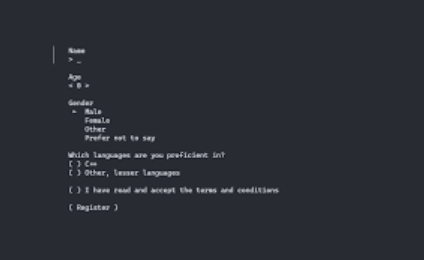 Name
> _
Age
< 0 >
Gender
▸ Male
Female
Other
Prefer not to say
Which languages are you proficient in?
[ ] C++
[ ] Other, lesser languages
[ ] I have read and accept the terms and conditions
( Register )